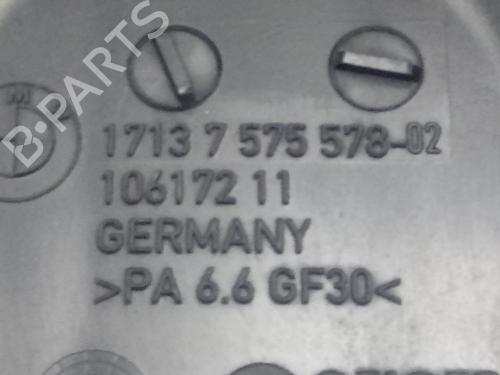 B-PARTS
M
1713 7 575 578-02
106172 11
GERMANY
>PA 6.6 GF30<